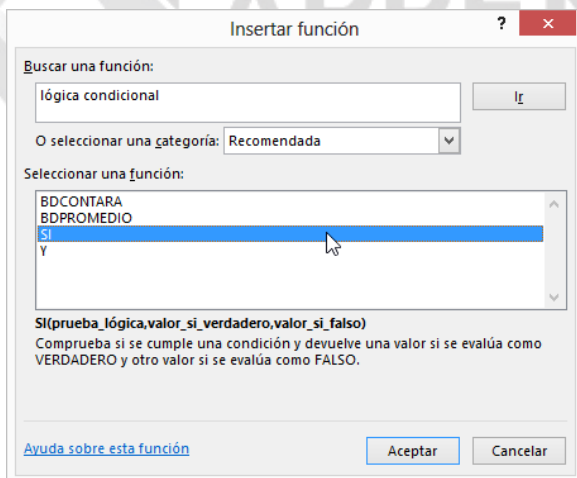 Insertar función
?
×
Buscar una función:
lógica condicional
Ir
O seleccionar una categoría: Recomendada
Seleccionar una función:
BDCONTARA
BDPROMEDIO
SI
Y
SI(prueba_lógica,valor_si_verdadero,valor_si_falso)
Comprueba si se cumple una condición y devuelve una valor si se evalúa como
VERDADERO y otro valor si se evalúa como FALSO.
Ayuda sobre esta función
Aceptar
Cancelar